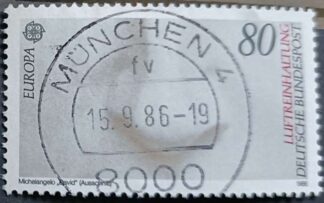 EUROPA
80
LUFTREINHALTUNG
DEUTSCHE BUNDESPOST
MÜNCHEN 4
fv
15.9.86-19
8000
Michelangelo „David" (Ausschnitt)